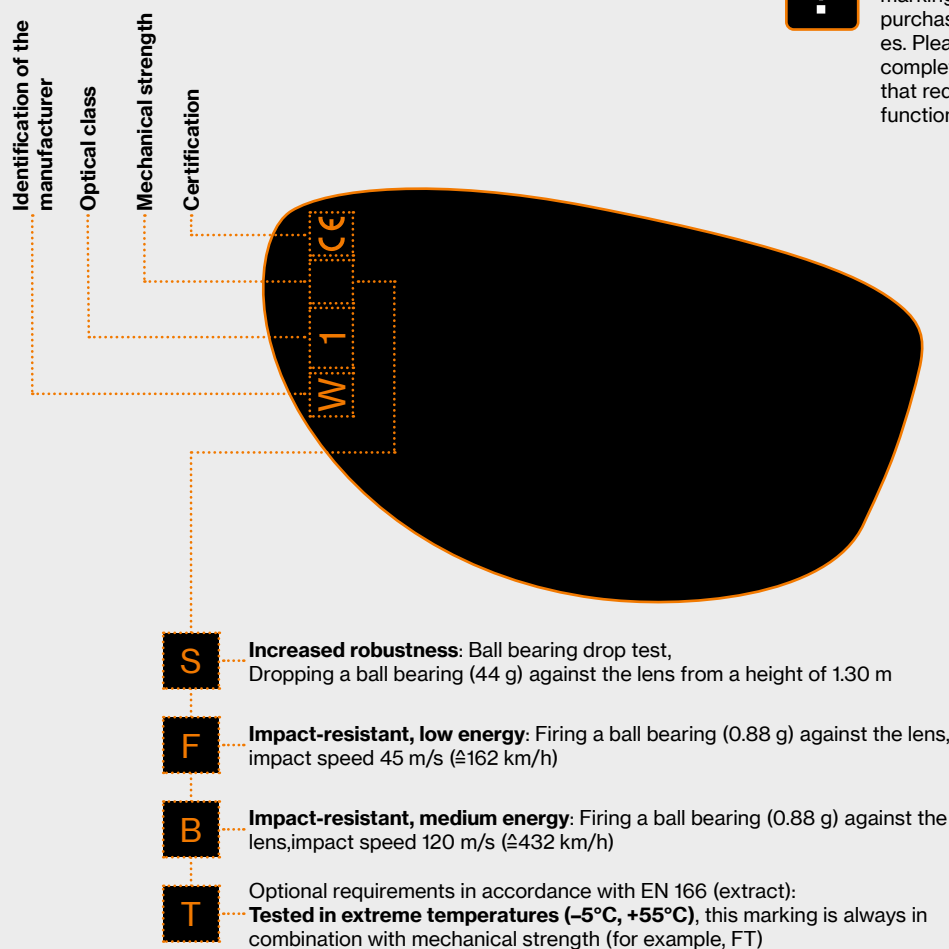 marking
purchas
es. Plea
complet
that
function
Identification of the
manufacturer
Optical class
Mechanical strength
Certification
CE
1
W
S
Increased robustness: Ball bearing drop test,
Dropping a ball bearing (44 g) against the lens from a height of 1.30 m
F
Impact-resistant, low energy: Firing a ball bearing (0.88 g) against the lens,
impact speed 45 m/s (≙162 km/h)
B
Impact-resistant, medium energy: Firing a ball bearing (0.88 g) against the
lens,impact speed 120 m/s (≙432 km/h)
T
Optional requirements in accordance with EN 166 (extract):
Tested in extreme temperatures (–5°C, +55°C), this marking is always in
combination with mechanical strength (for example, FT)